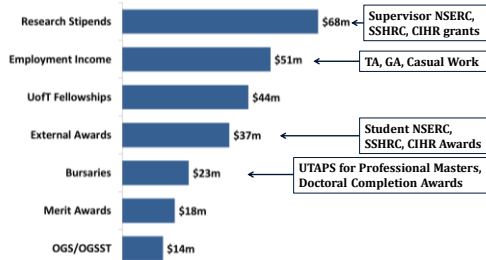 Research Stipends
$68m
Supervisor NSERC,
SSHRC, CIHR grants
Employment Income
$51m
TA, GA, Casual Work
UofT Fellowships
$44m
External Awards
$37m
Student NSERC,
SSHRC, CIHR Awards
Bursaries
$23m
UTAPS for Professional Masters,
Doctoral Completion Awards
Merit Awards
$18m
OGS/OGSST
$14m